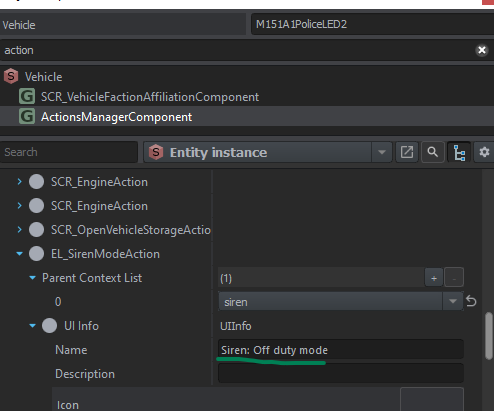 Vehicle M151A1PoliceLED2
action
S Vehicle
G SCR_VehicleFactionAffiliationComponent
G ActionsManagerComponent
Search S Entity instance
SCR_EngineAction
SCR_EngineAction
SCR_OpenVehicleStorageActio
EL_SirenModeAction
Parent Context List (1) + -
0 siren
UI Info UIInfo
Name Siren: Off duty mode
Description
Icon